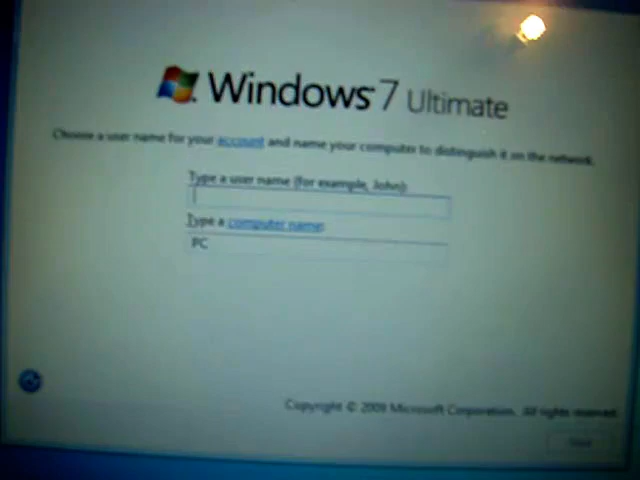 Windows 7 Ultimate
Choose a user name for your account and name your computer to distinguish it on the network.
Type a user name (for example, John):
Type a computer name:
PC
Copyright © 2009 Microsoft Corporation. All rights reserved.